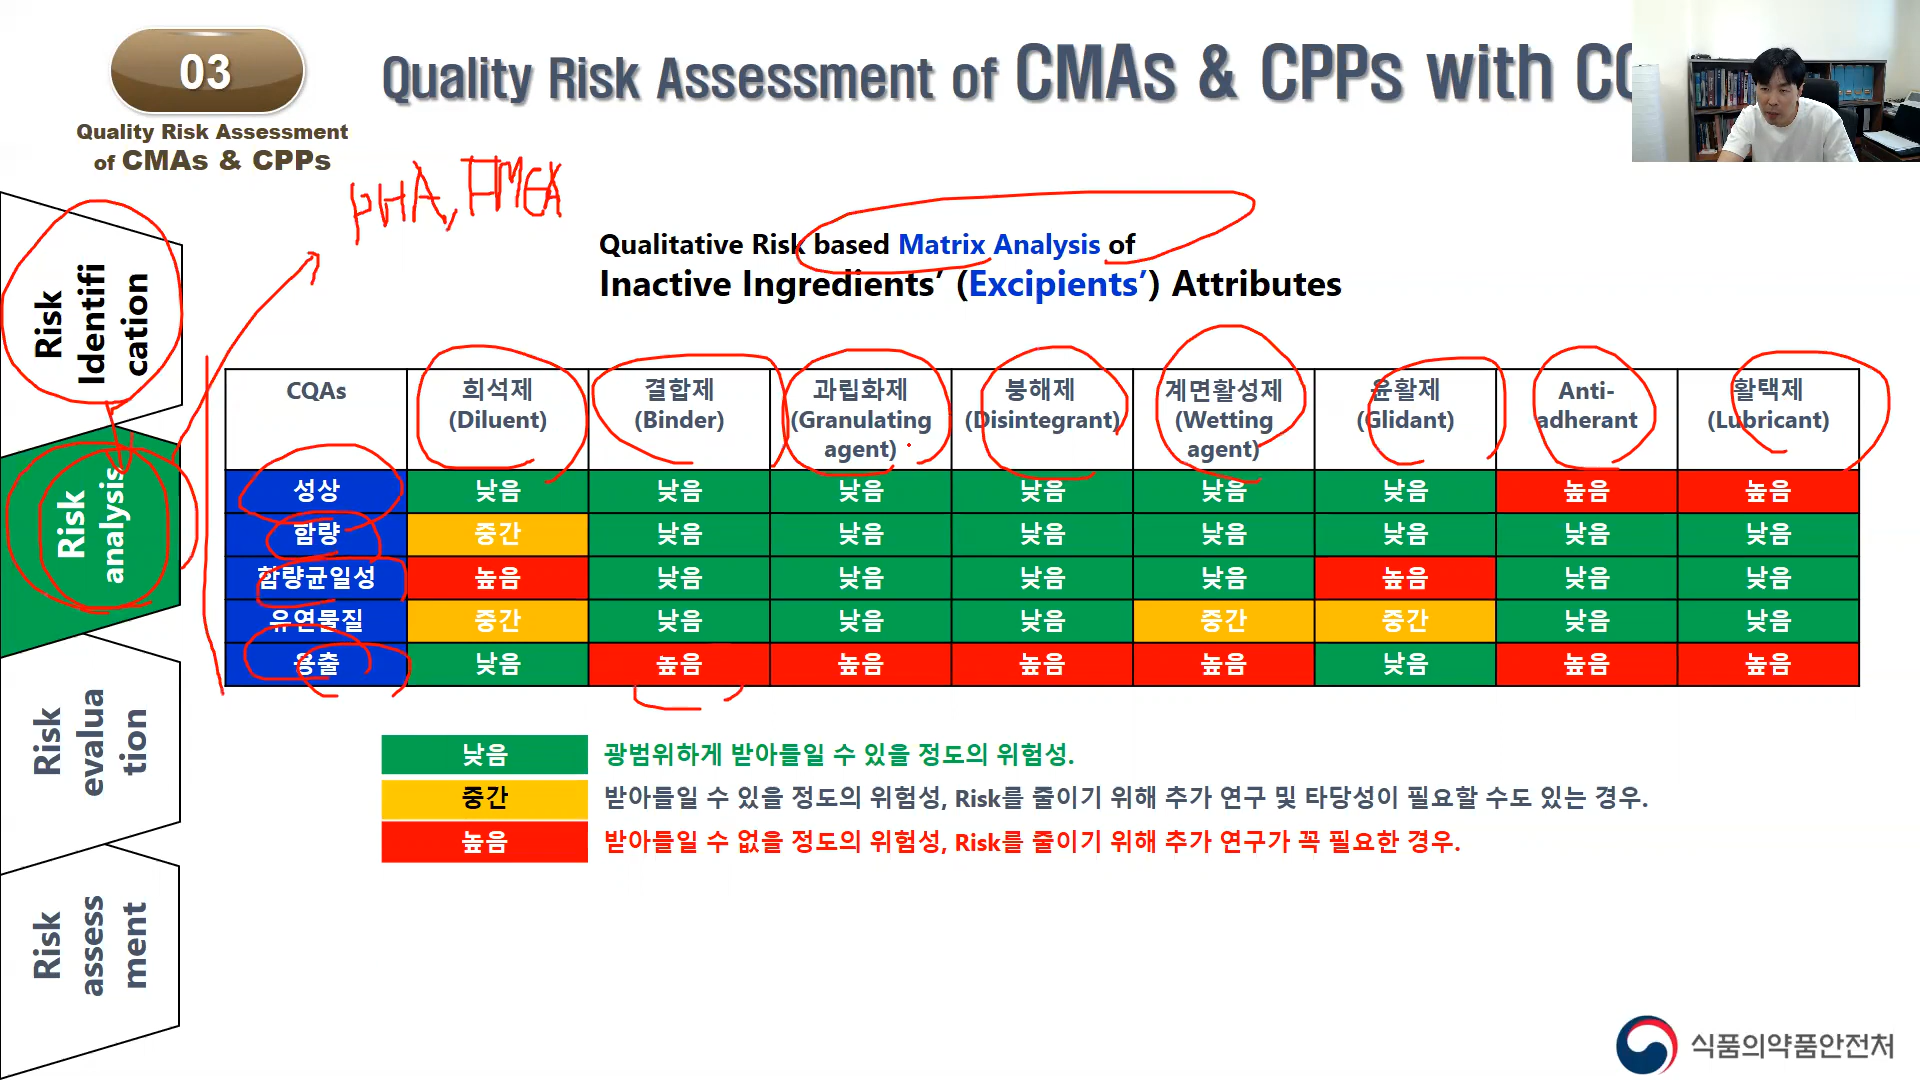 03
Quality Risk Assessment
of CMAs & CPPs
Quality Risk Assessment of CMAs & CPPs with
PHA, FMEA
Qualitative Risk based Matrix Analysis of
Inactive Ingredients’ (Excipients’) Attributes
Risk
Identifi
cation
Risk
analysis
Risk
evalua
tion
Risk
assess
ment
CQAs 희석제 (Diluent) 결합제 (Binder) 과립화제 (Granulating agent) 붕해제 (Disintegrant) 계면활성제 (Wetting agent) 윤활제 (Glidant) Anti-adherant 활택제 (Lubricant)
성상 낮음 낮음 낮음 낮음 낮음 낮음 높음 높음
함량 중간 낮음 낮음 낮음 낮음 낮음 낮음 낮음
함량균일성 높음 낮음 낮음 낮음 낮음 높음 낮음 낮음
유연물질 중간 낮음 낮음 낮음 중간 중간 낮음 낮음
용출 낮음 높음 높음 높음 높음 낮음 높음 높음
낮음 광범위하게 받아들일 수 있을 정도의 위험성.
중간 받아들일 수 있을 정도의 위험성, Risk를 줄이기 위해 추가 연구 및 타당성이 필요할 수도 있는 경우.
높음 받아들일 수 없을 정도의 위험성, Risk를 줄이기 위해 추가 연구가 꼭 필요한 경우.
식품의약품안전처